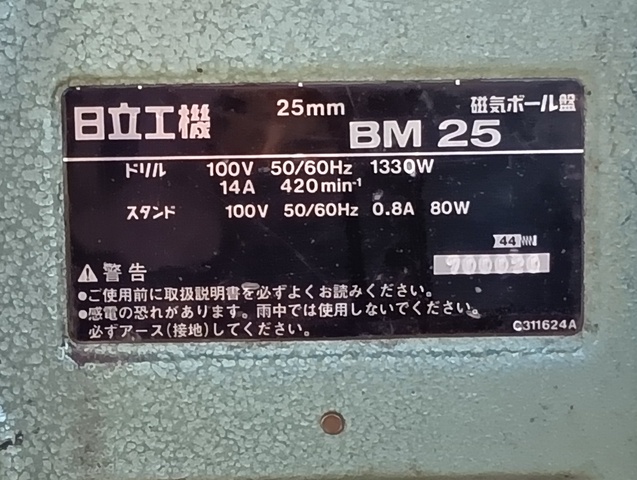 日立工機 25mm 磁気ボール盤
BM 25
ドリル 100V 50/60Hz 1330W
14A 420min-1
スタンド 100V 50/60Hz 0.8A 80W
44
⚠警告
●ご使用前に取扱説明書を必ずよくお読みください。
●感電の恐れがあります。雨中では使用しないでください。
必ずアース(接地)してください。
C311624A